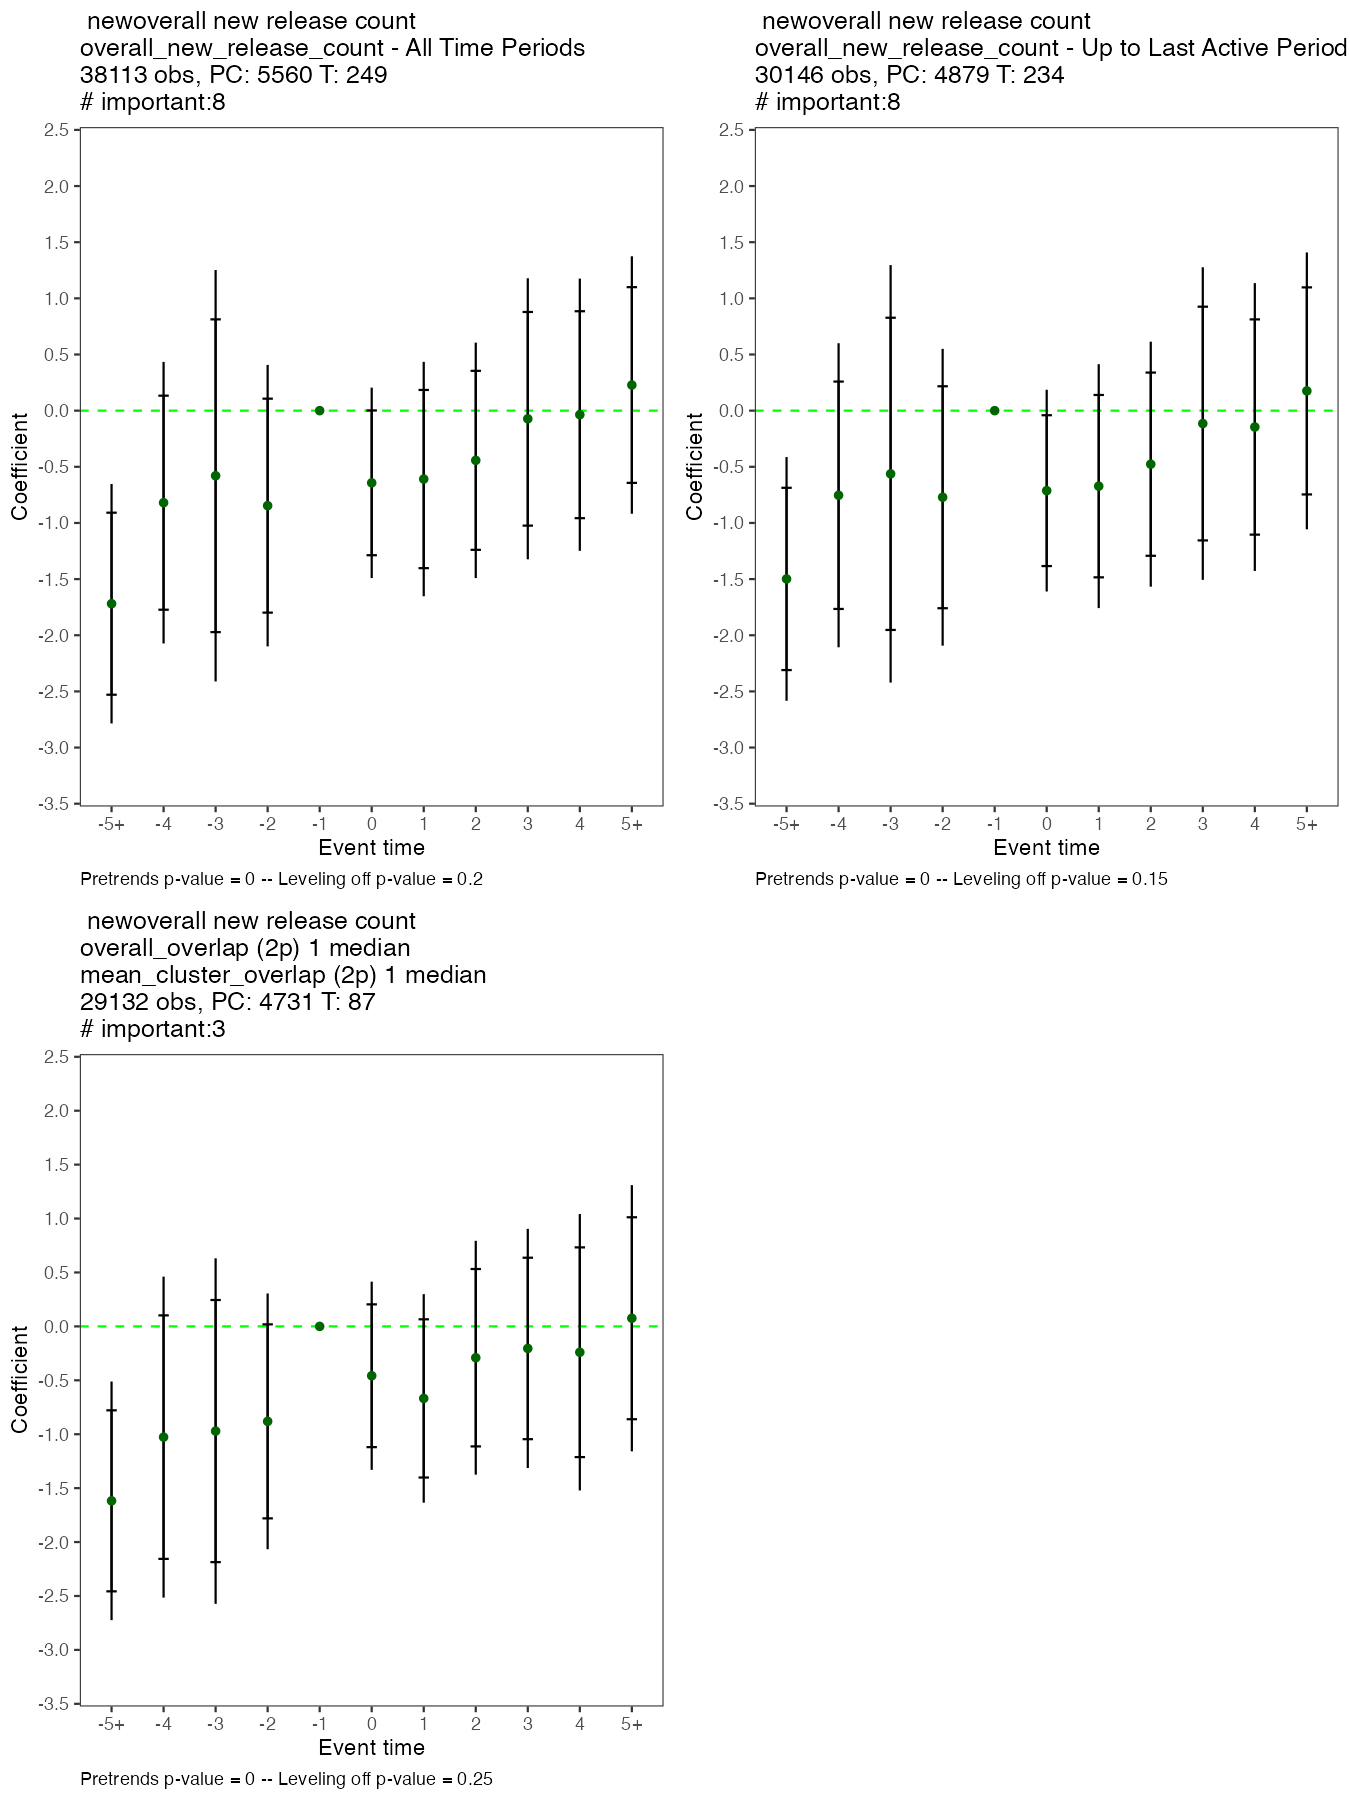 newoverall new release count
overall_new_release_count - All Time Periods
38113 obs, PC: 5560 T: 249
# important:8
2.5
2.0
1.5
1.0
0.5
0.0
-0.5
-1.0
-1.5
-2.0
-2.5
-3.0
-3.5
Coefficient
-5+ -4 -3 -2 -1 0 1 2 3 4 5+
Event time
Pretrends p-value = 0 -- Leveling off p-value = 0.2
newoverall new release count
overall_new_release_count - Up to Last Active Period
30146 obs, PC: 4879 T: 234
# important:8
2.5
2.0
1.5
1.0
0.5
0.0
-0.5
-1.0
-1.5
-2.0
-2.5
-3.0
-3.5
Coefficient
-5+ -4 -3 -2 -1 0 1 2 3 4 5+
Event time
Pretrends p-value = 0 -- Leveling off p-value = 0.15
newoverall new release count
overall_overlap (2p) 1 median
mean_cluster_overlap (2p) 1 median
29132 obs, PC: 4731 T: 87
# important:3
2.5
2.0
1.5
1.0
0.5
0.0
-0.5
-1.0
-1.5
-2.0
-2.5
-3.0
-3.5
Coefficient
-5+ -4 -3 -2 -1 0 1 2 3 4 5+
Event time
Pretrends p-value = 0 -- Leveling off p-value = 0.25